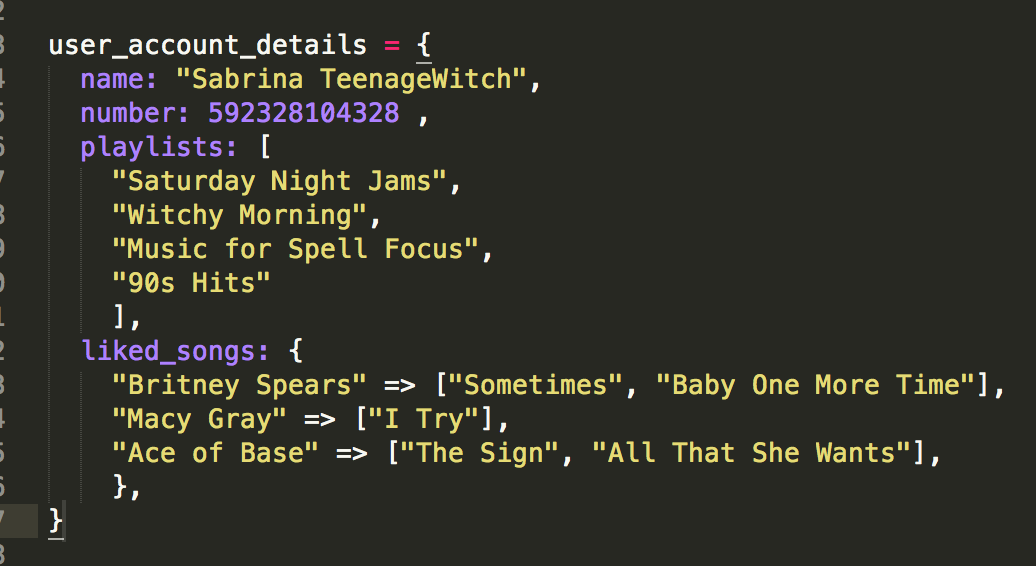 user_account_details = {
  name: "Sabrina TeenageWitch",
  number: 592328104328 ,
  playlists: [
    "Saturday Night Jams",
    "Witchy Morning",
    "Music for Spell Focus",
    "90s Hits"
    ],
  liked_songs: {
    "Britney Spears" => ["Sometimes", "Baby One More Time"],
    "Macy Gray" => ["I Try"],
    "Ace of Base" => ["The Sign", "All That She Wants"],
    },
}